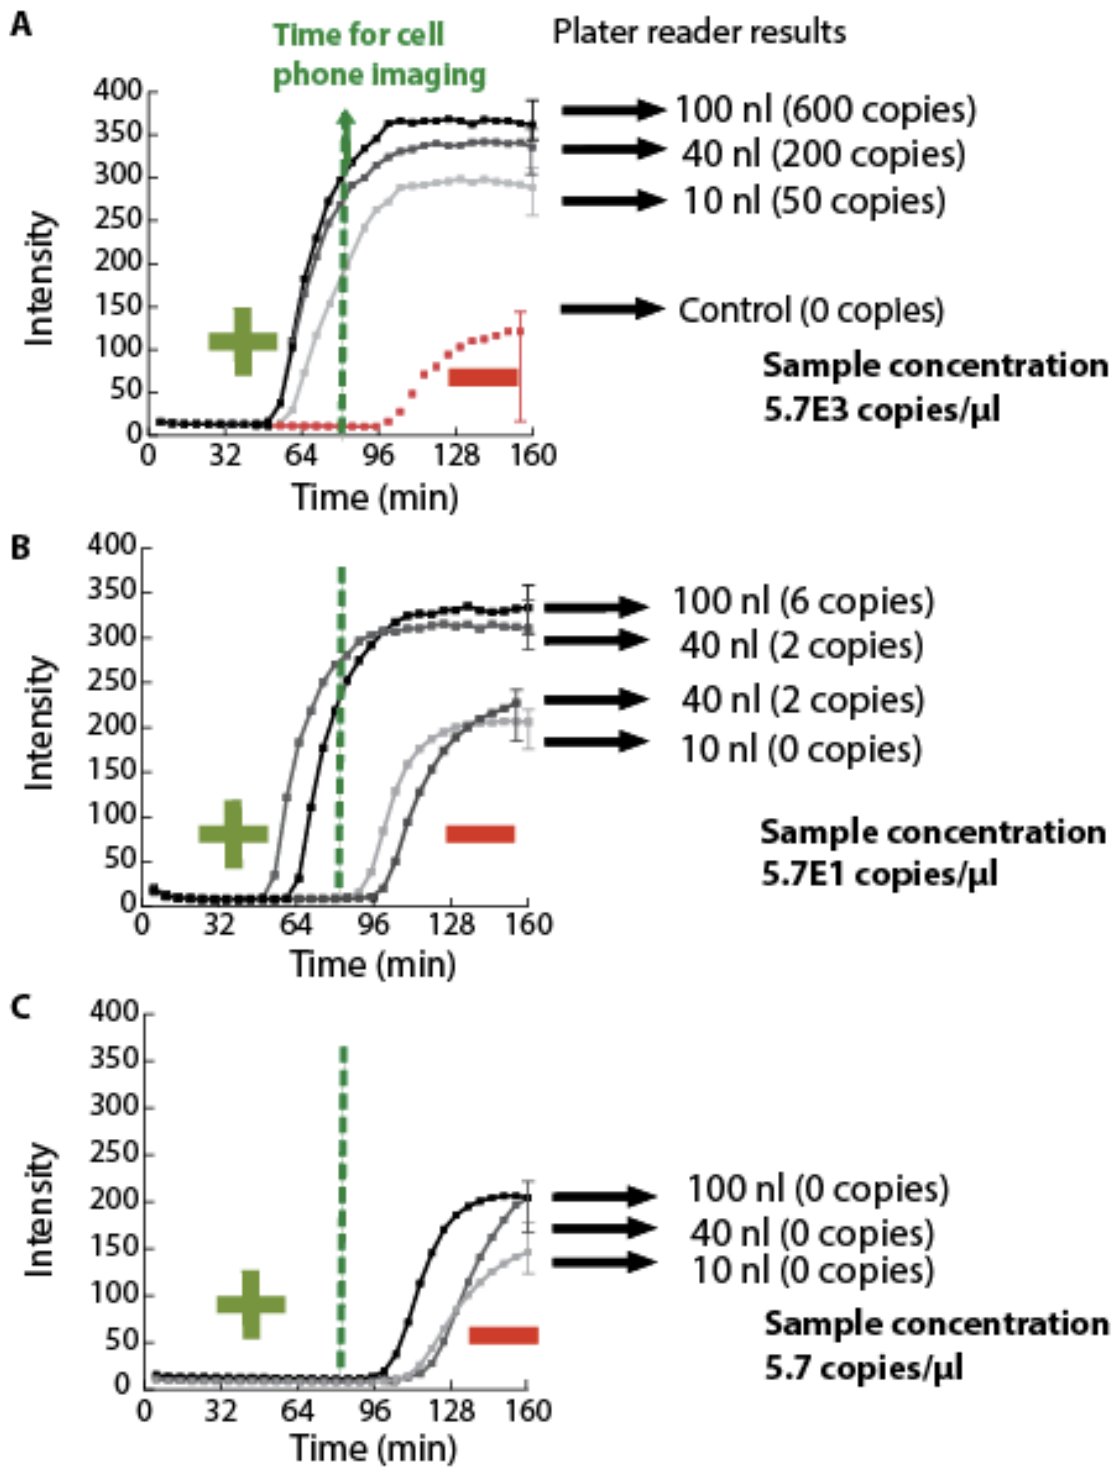 A
Time for cell
phone imaging
Plater reader results
400
350
300
250
200
150
100
50
0
Intensity
0 32 64 96 128 160
Time (min)
100 nl (600 copies)
40 nl (200 copies)
10 nl (50 copies)
Control (0 copies)
Sample concentration
5.7E3 copies/µl
B
400
350
300
250
200
150
100
50
0
Intensity
0 32 64 96 128 160
Time (min)
100 nl (6 copies)
40 nl (2 copies)
40 nl (2 copies)
10 nl (0 copies)
Sample concentration
5.7E1 copies/µl
C
400
350
300
250
200
150
100
50
0
Intensity
0 32 64 96 128 160
Time (min)
100 nl (0 copies)
40 nl (0 copies)
10 nl (0 copies)
Sample concentration
5.7 copies/µl